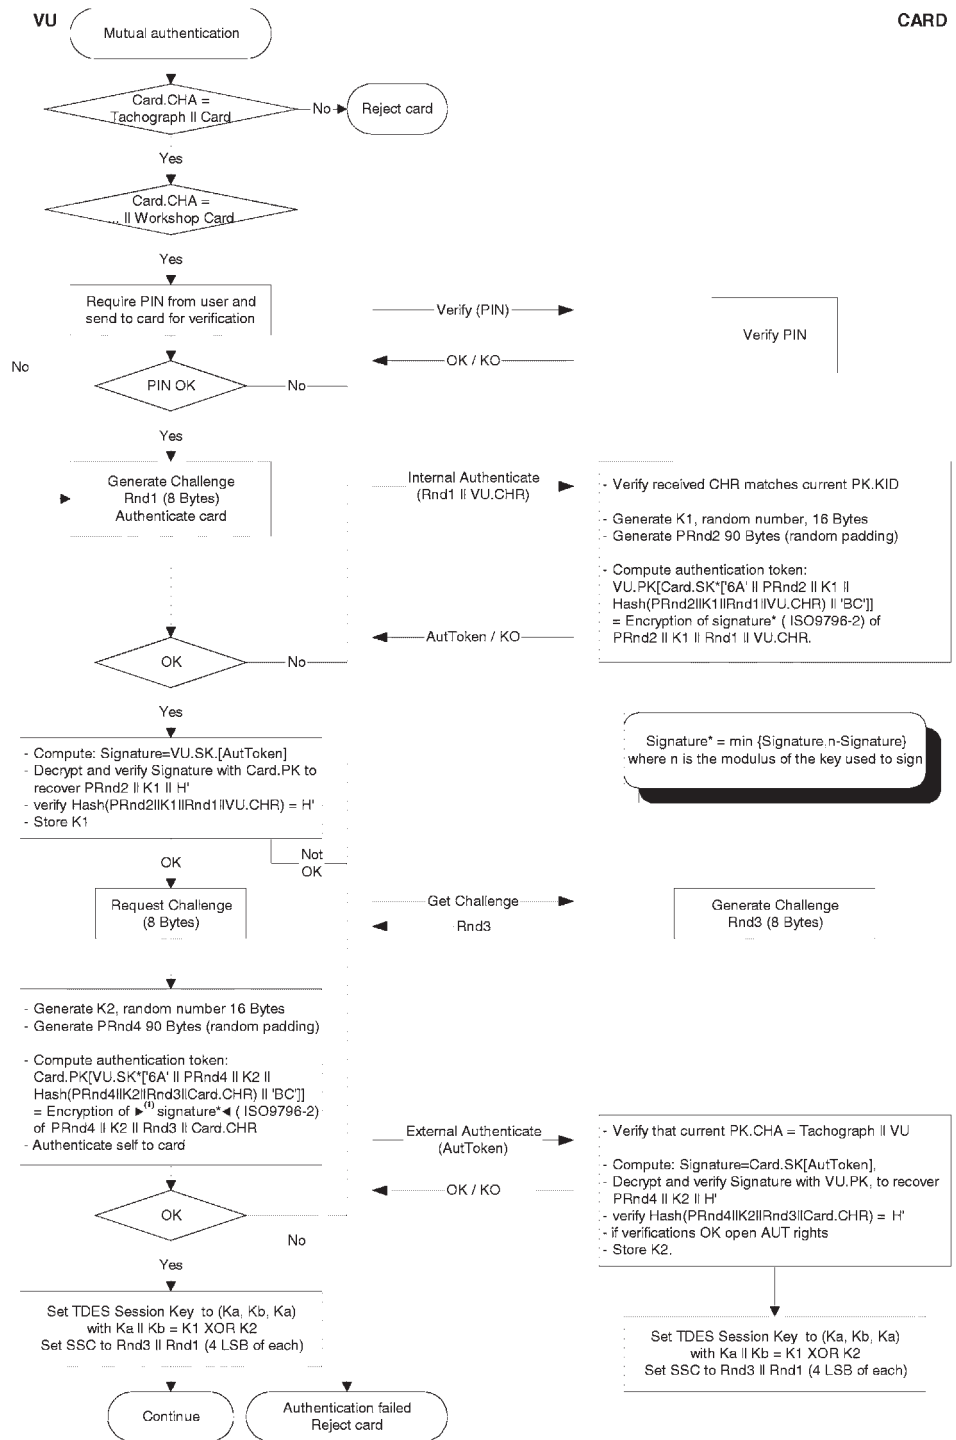 VU
CARD
Mutual authentication
Card.CHA =
Tachograph II Card
No
Reject card
Yes
Card.CHA =
... II Workshop Card
Yes
Require PIN from user and
send to card for verification
Verify (PIN)
Verify PIN
OK / KO
No
PIN OK
No
Yes
Generate Challenge
Rnd1 (8 Bytes)
Authenticate card
Internal Authenticate
(Rnd1 II VU.CHR)
- Verify received CHR matches current PK.KID
- Generate K1, random number, 16 Bytes
- Generate PRnd2 90 Bytes (random padding)
- Compute authentication token:
VU.PK[Card.SK*['6A' II PRnd2 II K1 II
Hash(PRnd2IIK1IIRnd1IIVU.CHR) II 'BC']]
= Encryption of signature* ( ISO9796-2) of
PRnd2 II K1 II Rnd1 II VU.CHR.
AutToken / KO
OK
No
Yes
- Compute: Signature=VU.SK.[AutToken]
- Decrypt and verify Signature with Card.PK to
recover PRnd2 II K1 II H'
- verify Hash(PRnd2IIK1IIRnd1IIVU.CHR) = H'
- Store K1
Signature* = min {Signature,n-Signature}
where n is the modulus of the key used to sign
OK
Not
OK
Request Challenge
(8 Bytes)
Get Challenge
Rnd3
Generate Challenge
Rnd3 (8 Bytes)
- Generate K2, random number 16 Bytes
- Generate PRnd4 90 Bytes (random padding)
- Compute authentication token:
Card.PK[VU.SK*['6A' II PRnd4 II K2 II
Hash(PRnd4IIK2IIRnd3IICard.CHR) II 'BC']]
= Encryption of ►(1) signature*◄ ( ISO9796-2)
of PRnd4 II K2 II Rnd3 II Card.CHR
- Authenticate self to card
External Authenticate
(AutToken)
- Verify that current PK.CHA = Tachograph II VU
- Compute: Signature=Card.SK[AutToken],
- Decrypt and verify Signature with VU.PK, to recover
PRnd4 II K2 II H'
- verify Hash(PRnd4IIK2IIRnd3IICard.CHR) = H'
- if verifications OK open AUT rights
- Store K2.
OK / KO
OK
No
Yes
Set TDES Session Key to (Ka, Kb, Ka)
with Ka II Kb = K1 XOR K2
Set SSC to Rnd3 II Rnd1 (4 LSB of each)
Set TDES Session Key to (Ka, Kb, Ka)
with Ka II Kb = K1 XOR K2
Set SSC to Rnd3 II Rnd1 (4 LSB of each)
Continue
Authentication failed
Reject card